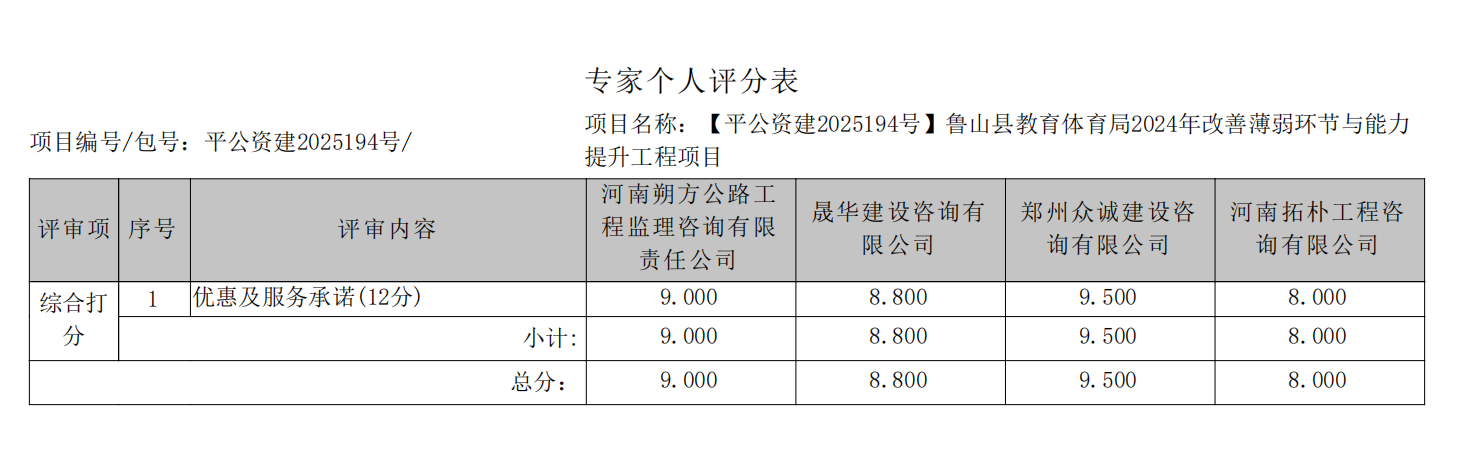 专家个人评分表
项目编号/包号：平公资建2025194号/
项目名称：【平公资建2025194号】鲁山县教育体育局2024年改善薄弱环节与能力
提升工程项目
评审项 序号 评审内容 河南朔方公路工程监理咨询有限责任公司 晟华建设咨询有限公司 郑州众诚建设咨询有限公司 河南拓朴工程咨询有限公司
综合打分 1 优惠及服务承诺(12分) 9.000 8.800 9.500 8.000
小计: 9.000 8.800 9.500 8.000
总分： 9.000 8.800 9.500 8.000